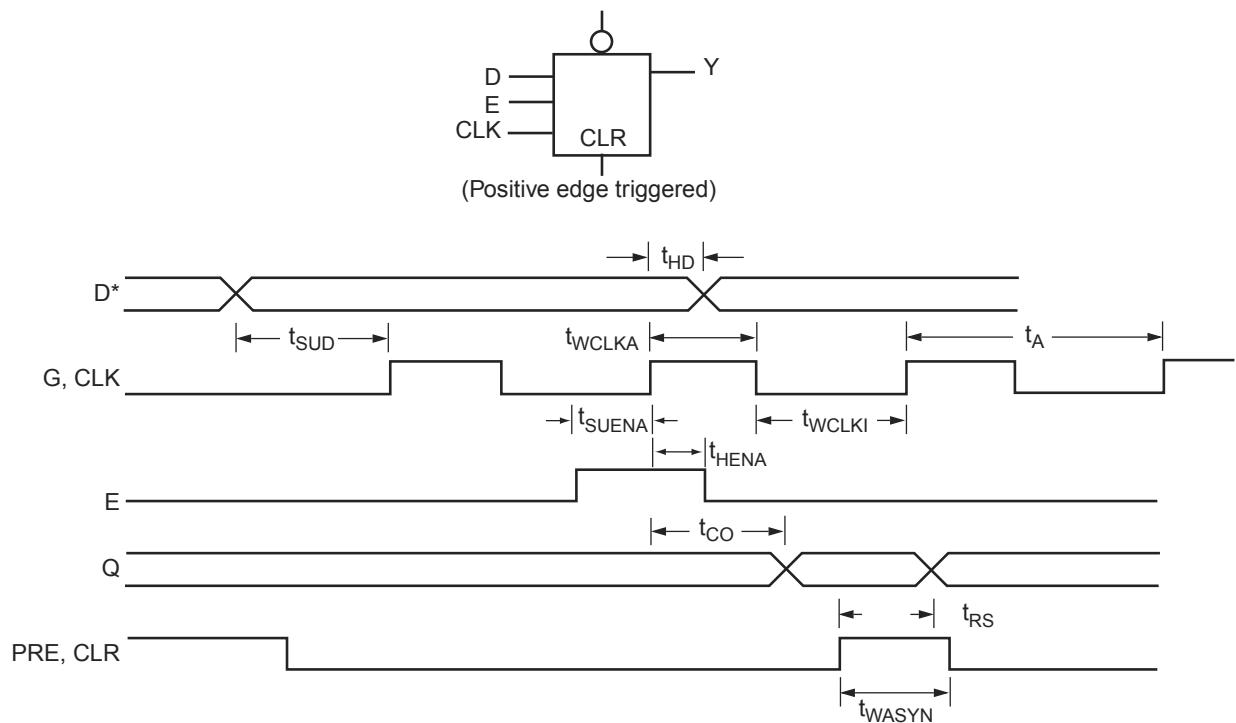 D
E
CLK
CLR
Y
(Positive edge triggered)
tHD
D*
tSUD
tWCLKA
tA
G, CLK
tSUENA
tWCLKI
tHENA
E
tCO
Q
tRS
PRE, CLR
tWASYN